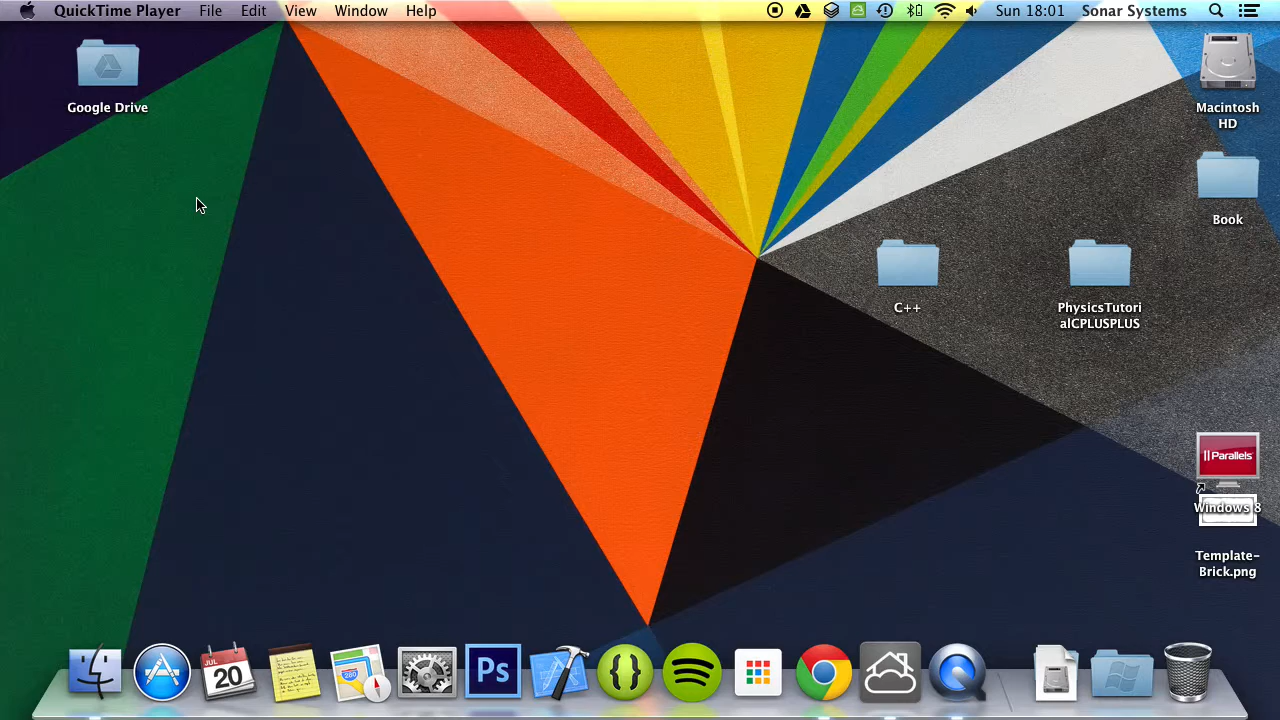 QuickTime Player File Edit View Window Help Sun 18:01 Sonar Systems
Google Drive
Macintosh
HD
Book
C++
PhysicsTutori
alCPLUSPLUS
Parallels
Windows 8
Template-
Brick.png
JUL
20
280
Ps
{ }